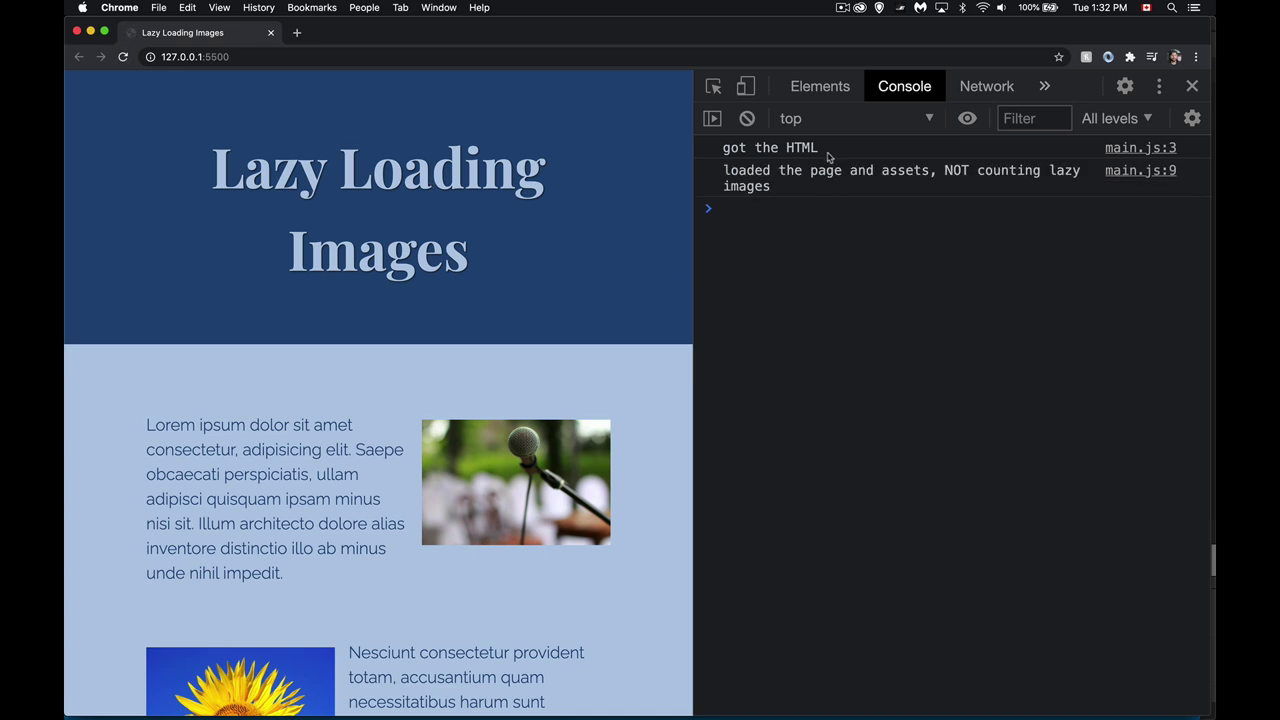 Chrome File Edit View History Bookmarks People Tab Window Help 100% Tue 1:32 PM
Lazy Loading Images
127.0.0.1:5500
Elements Console Network
top Filter All levels
got the HTML main.js:3
loaded the page and assets, NOT counting lazy main.js:9
images
Lazy Loading
Images
Lorem ipsum dolor sit amet
consectetur, adipisicing elit. Saepe
obcaecati perspiciatis, ullam
adipisci quisquam ipsam minus
nisi sit. Illum architecto dolore alias
inventore distinctio illo ab minus
unde nihil impedit.
Nesciunt consectetur provident
totam, accusantium quam
necessitatibus harum sunt